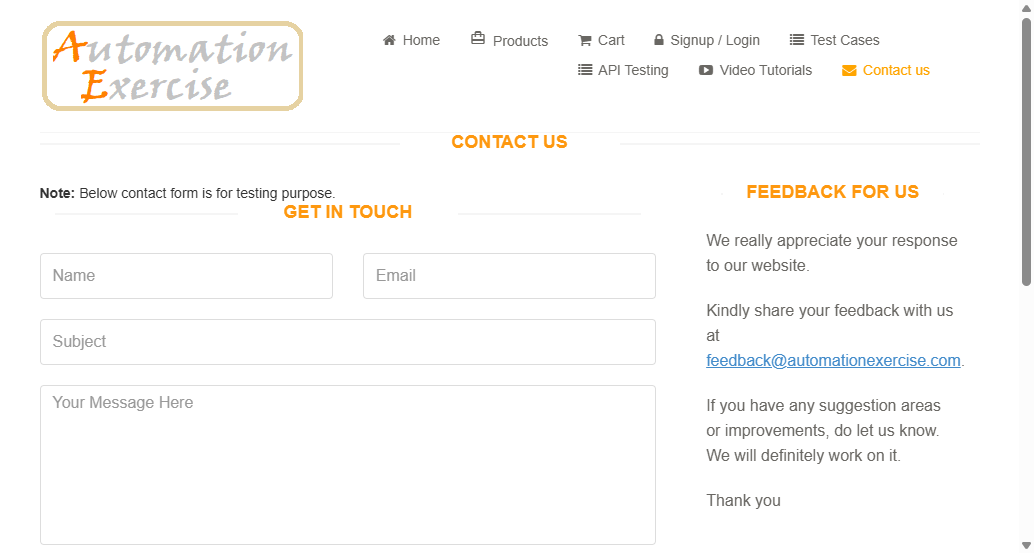 Automation
Exercise
Home
Products
Cart
Signup / Login
Test Cases
API Testing
Video Tutorials
Contact us
CONTACT US
Note: Below contact form is for testing purpose.
GET IN TOUCH
Name
Email
Subject
Your Message Here
FEEDBACK FOR US
We really appreciate your response
to our website.
Kindly share your feedback with us
at
feedback@automationexercise.com.
If you have any suggestion areas
or improvements, do let us know.
We will definitely work on it.
Thank you